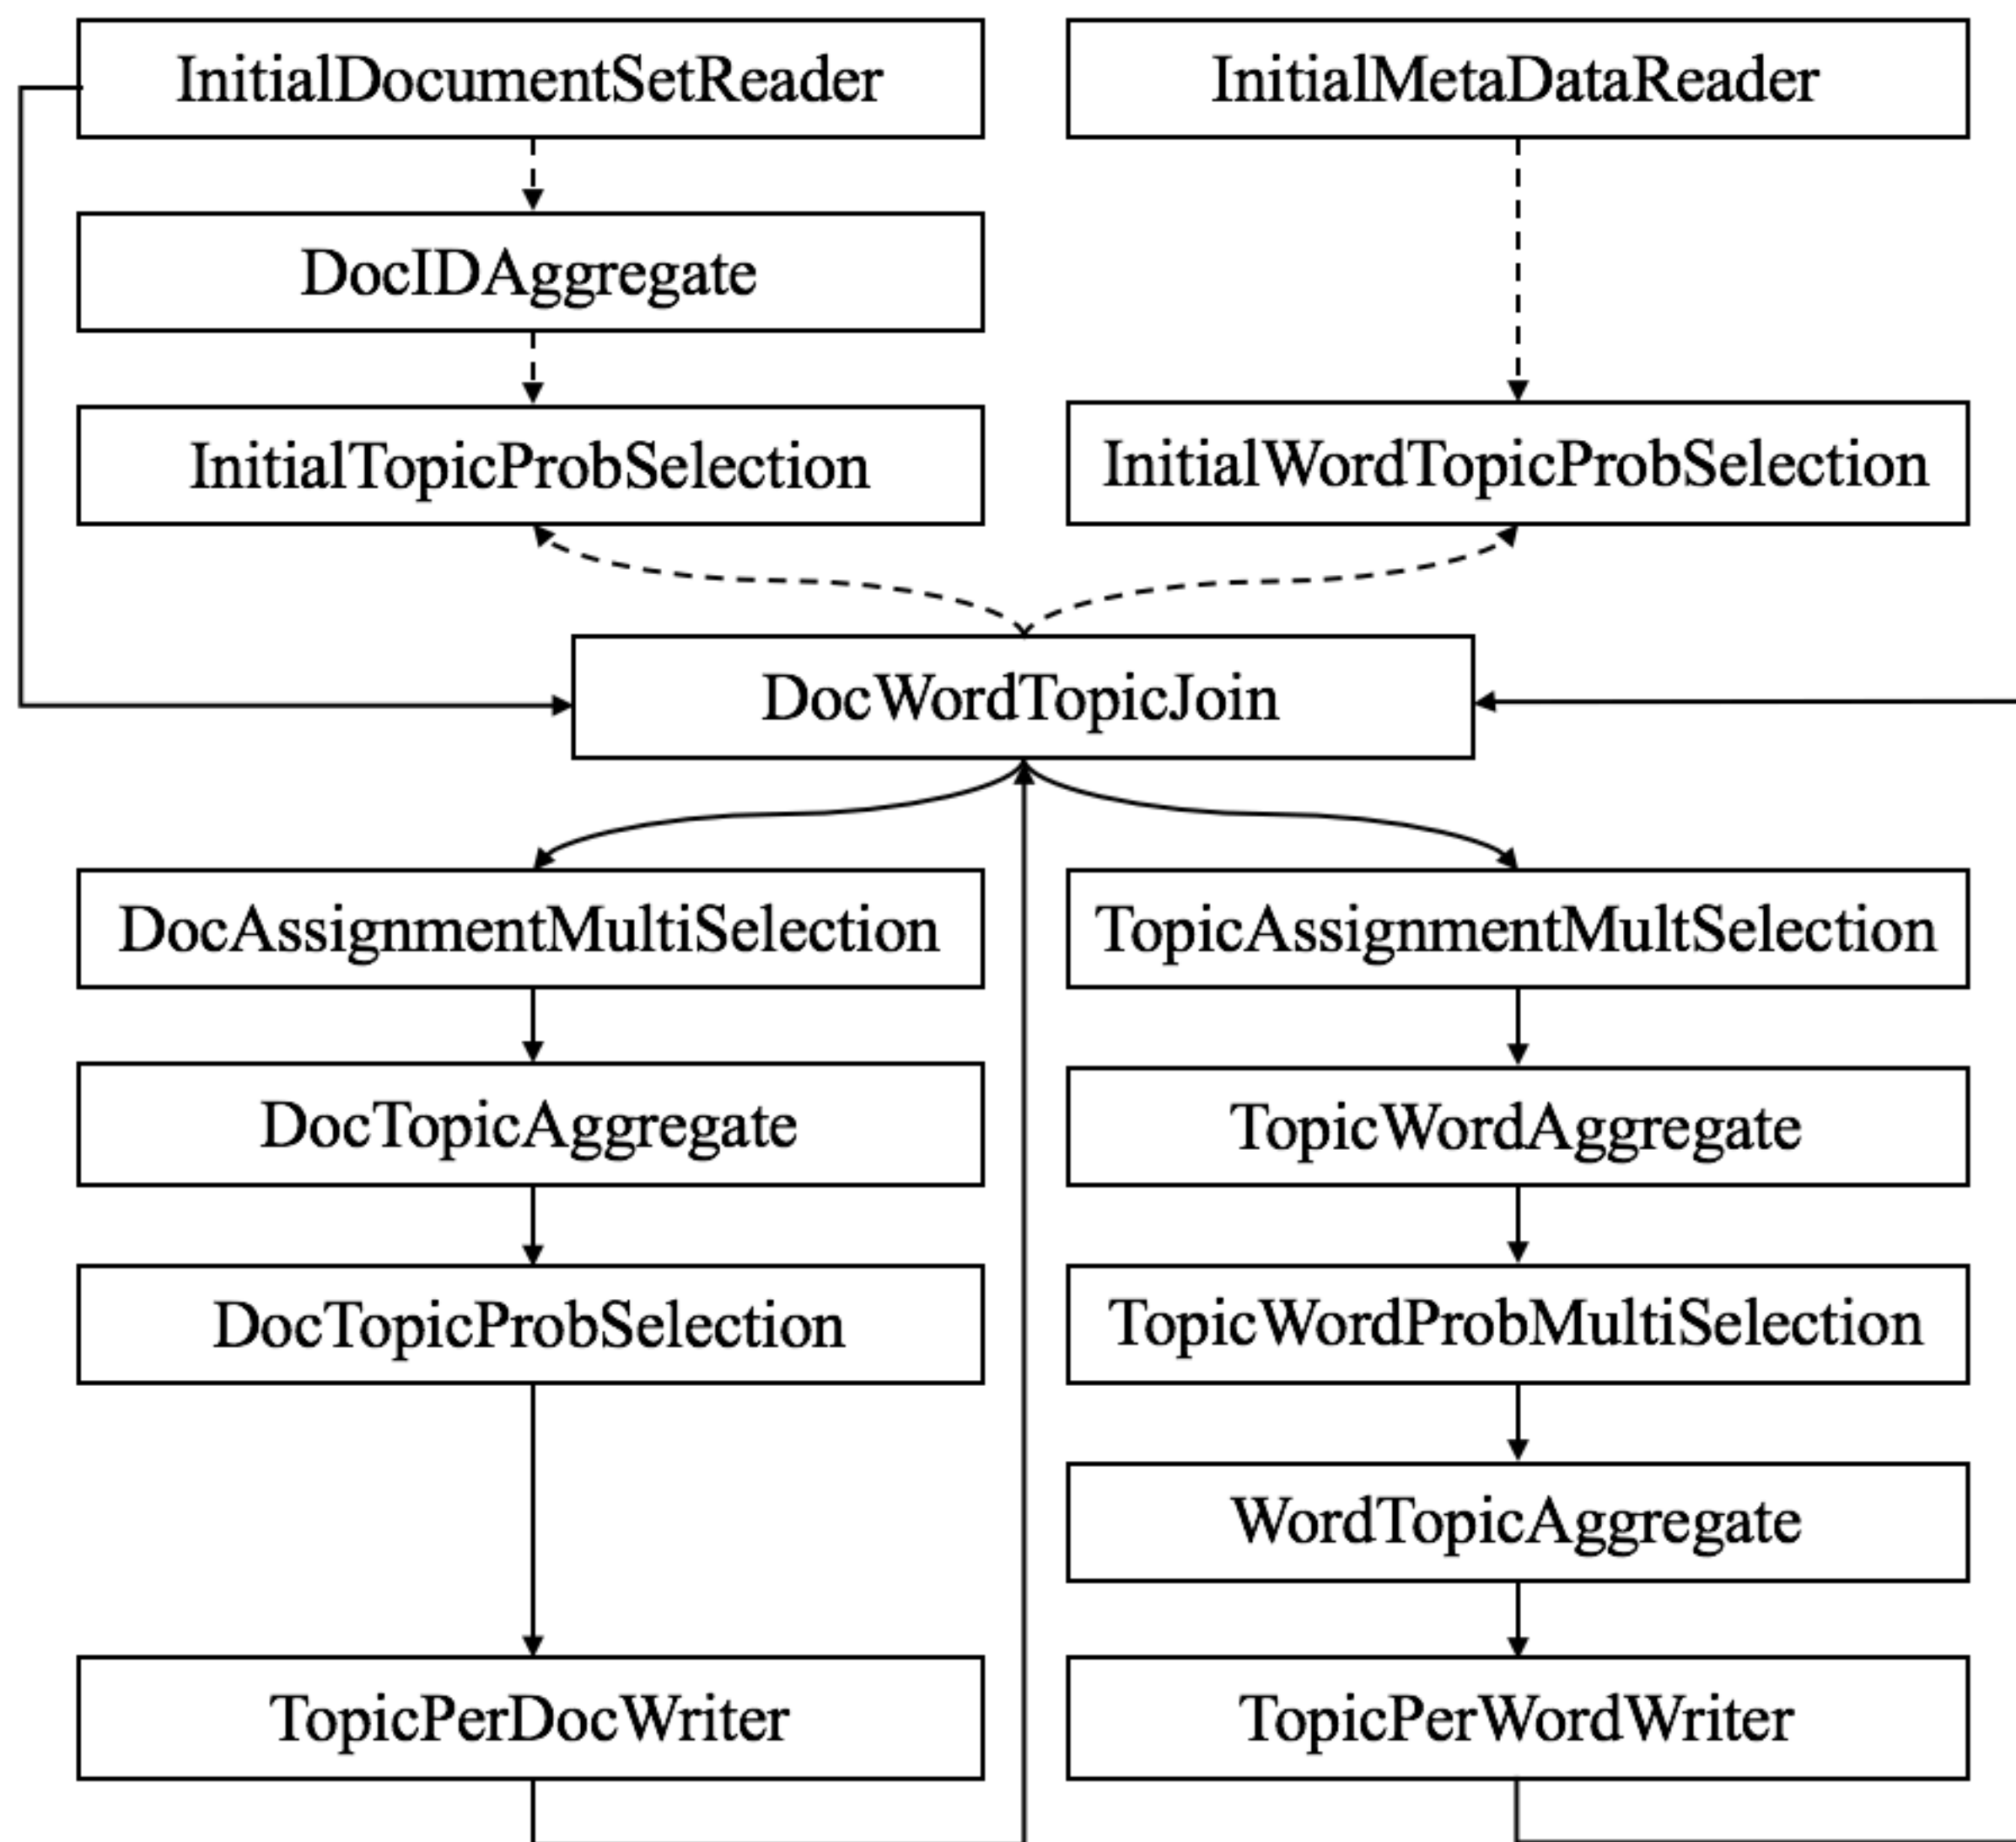 InitialDocumentSetReader
InitialMetaDataReader
DocIDAggregate
InitialTopicProbSelection
InitialWordTopicProbSelection
DocWordTopicJoin
DocAssignmentMultiSelection
TopicAssignmentMultSelection
DocTopicAggregate
TopicWordAggregate
DocTopicProbSelection
TopicWordProbMultiSelection
WordTopicAggregate
TopicPerDocWriter
TopicPerWordWriter